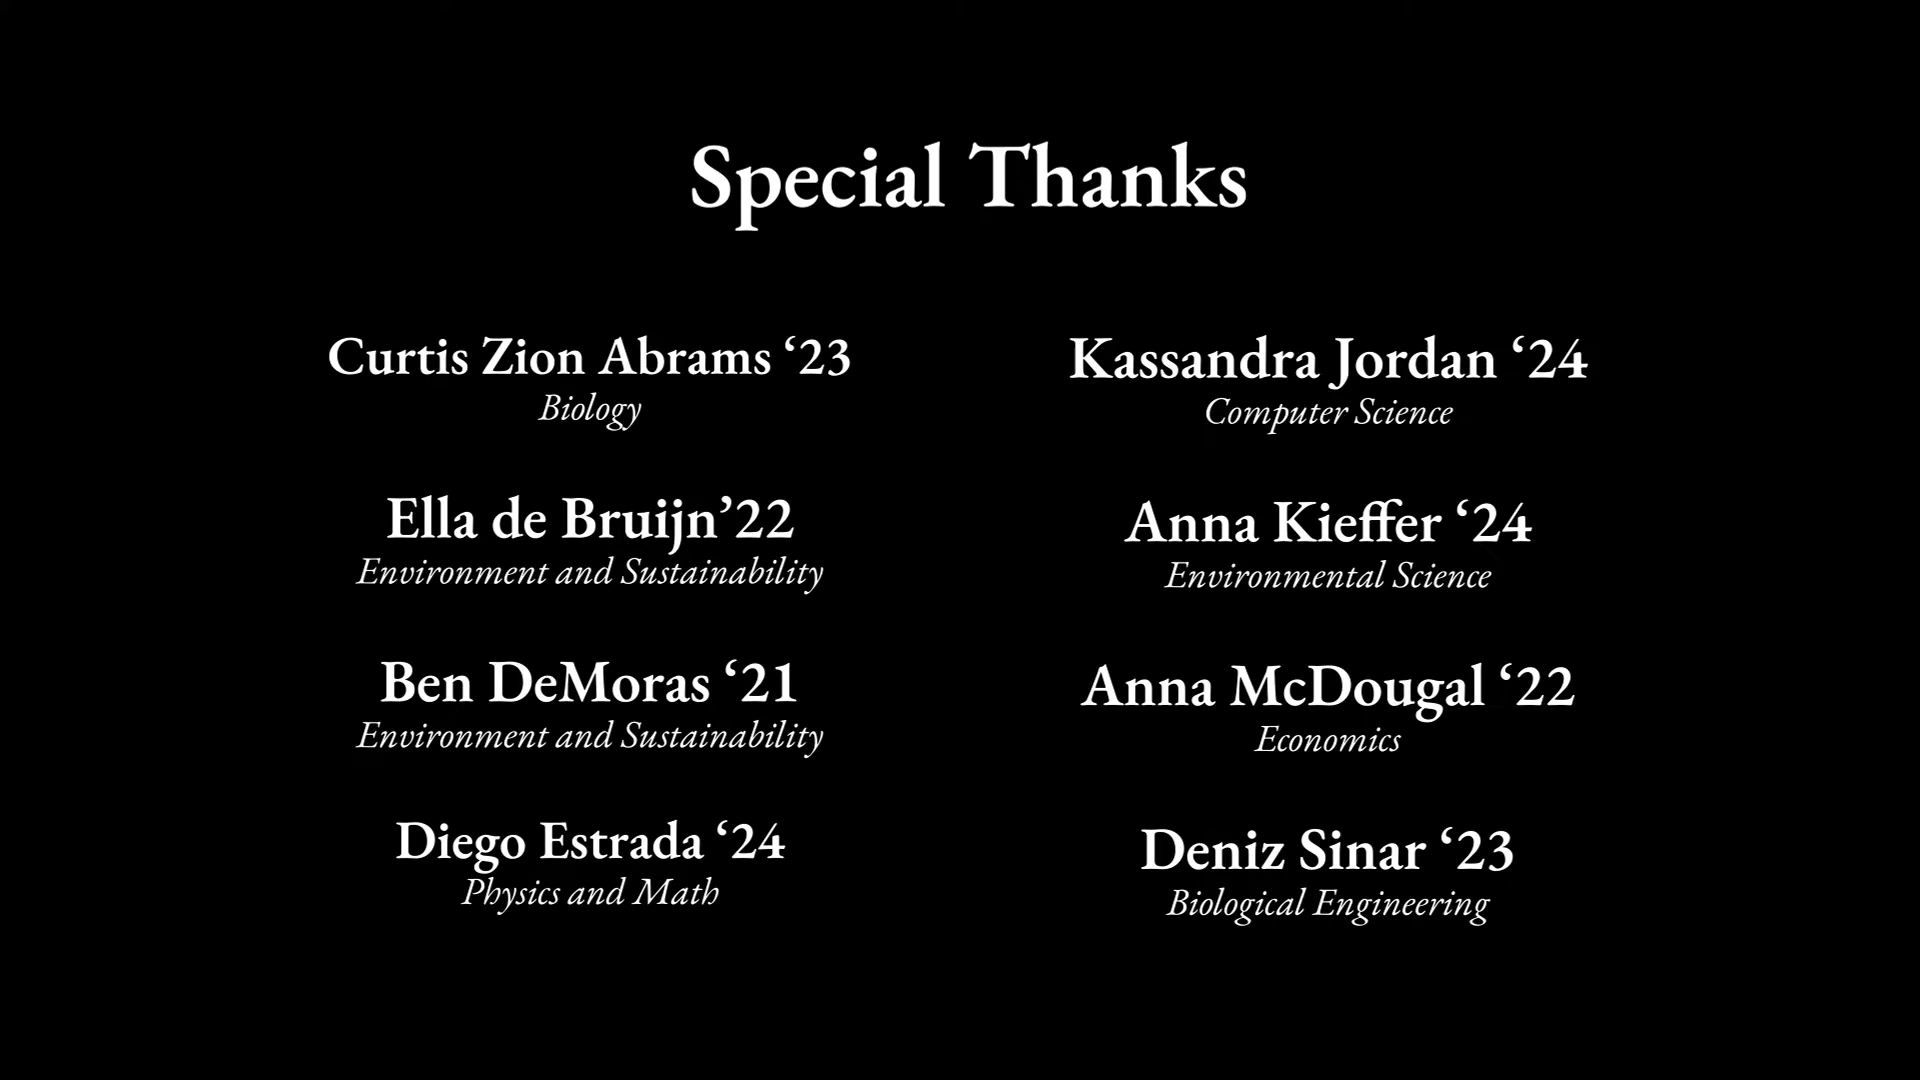 Special Thanks
Curtis Zion Abrams ‘23
Biology
Ella de Bruijn’22
Environment and Sustainability
Ben DeMoras ‘21
Environment and Sustainability
Diego Estrada ‘24
Physics and Math
Kassandra Jordan ‘24
Computer Science
Anna Kieffer ‘24
Environmental Science
Anna McDougal ‘22
Economics
Deniz Sinar ‘23
Biological Engineering